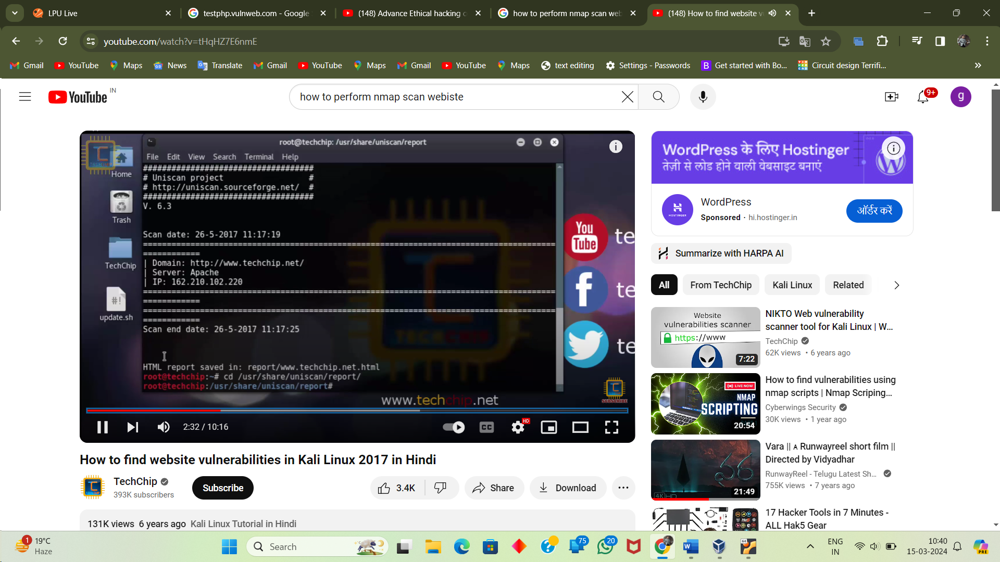 LPU Live
testphp.vulnweb.com - Google
(148) Advance Ethical hacking c
how to perform nmap scan web
(148) How to find website v
youtube.com/watch?v=tHqHZ7E6nmE
Gmail YouTube Maps News Translate Gmail YouTube Maps Gmail YouTube Maps text editing Settings - Passwords Get started with Bo... Circuit design Terrifi...
YouTube IN
how to perform nmap scan webiste
9+
g
root@techchip: /usr/share/uniscan/report
File Edit View Search Terminal Help
Home
Trash
TechChip
update.sh
####################################
# Uniscan project #
# http://uniscan.sourceforge.net/ #
####################################
V. 6.3
Scan date: 26-5-2017 11:17:19
| Domain: http://www.techchip.net/
| Server: Apache
| IP: 162.210.102.220
Scan end date: 26-5-2017 11:17:25
HTML report saved in: report/www.techchip.net.html
root@techchip:~# cd /usr/share/uniscan/report/
root@techchip:/usr/share/uniscan/report#
You
Tube
te
te
te
TECHCHIP
SUBSCRIBE
www.techchip.net
2:32 / 10:16
CC
HD
How to find website vulnerabilities in Kali Linux 2017 in Hindi
TechChip
393K subscribers
Subscribe
3.4K
Share
Download
131K views 6 years ago Kali Linux Tutorial in Hindi
WordPress के लिए Hostinger
तेज़ी से लोड होने वाली वेबसाइट बनाएं
HOSTINGER
WordPress
Sponsored · hi.hostinger.in
ऑर्डर करें
Summarize with HARPA AI
All From TechChip Kali Linux Related
Website
vulnerabilities scanner
https://www
7:22
NIKTO Web vulnerability
scanner tool for Kali Linux | W...
TechChip
62K views • 6 years ago
LIVE NOW
NMAP
SCRIPTING
20:54
How to find vulnerabilities using
nmap scripts | Nmap Scriping...
Cyberwings Security
30K views • 1 year ago
36
4K HD
21:49
Vara || ᴀ Runwayreel short film ||
Directed by Vidyadhar
RunwayReel - Telugu Latest Sh...
755K views • 7 years ago
17 Hacker Tools in 7 Minutes -
ALL Hak5 Gear
1
19°C
Haze
Search
75
20
64
ENG
IN
10:40
15-03-2024
PRE